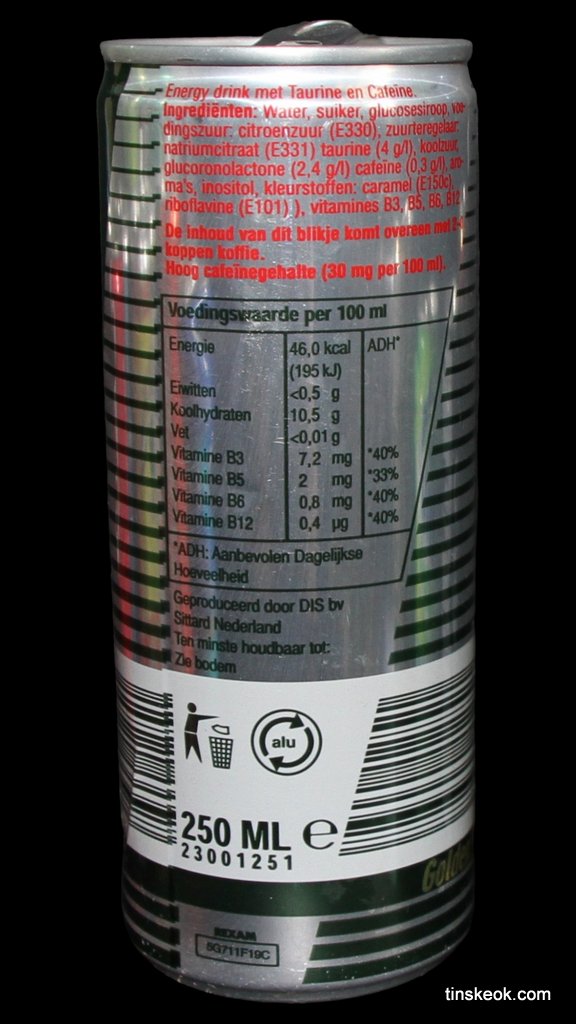 Energy drink met Taurine en Cafeïne.
Ingrediënten: Water, suiker, glucosesiroop, voe-
dingszuur: citroenzuur (E330), zuurteregelaar:
natriumcitraat (E331) taurine (4 g/l), koolzuur,
glucoronolactone (2,4 g/l) cafeïne (0,3 g/l), aro-
ma's, inositol, kleurstoffen: caramel (E150c),
riboflavine (E101) ), vitamines B3, B5, B6, B12
De inhoud van dit blikje komt overeen met
koppen koffie.
Hoog cafeïnegehalte (30 mg per 100 ml).
Voedingswaarde per 100 ml
Energie 46,0 kcal ADH*
(195 kJ)
Eiwitten <0,5 g
Koolhydraten 10,5 g
Vet <0,01 g
Vitamine B3 7,2 mg *40%
Vitamine B5 2 mg *33%
Vitamine B6 0,8 mg *40%
Vitamine B12 0,4 µg *40%
*ADH: Aanbevolen Dagelijkse
Hoeveelheid
Geproduceerd door DIS bv
Sittard Nederland
Ten minste houdbaar tot:
Zie bodem
alu
250 ML e
23001251
REXAM
5G711F19C
tinskeok.com